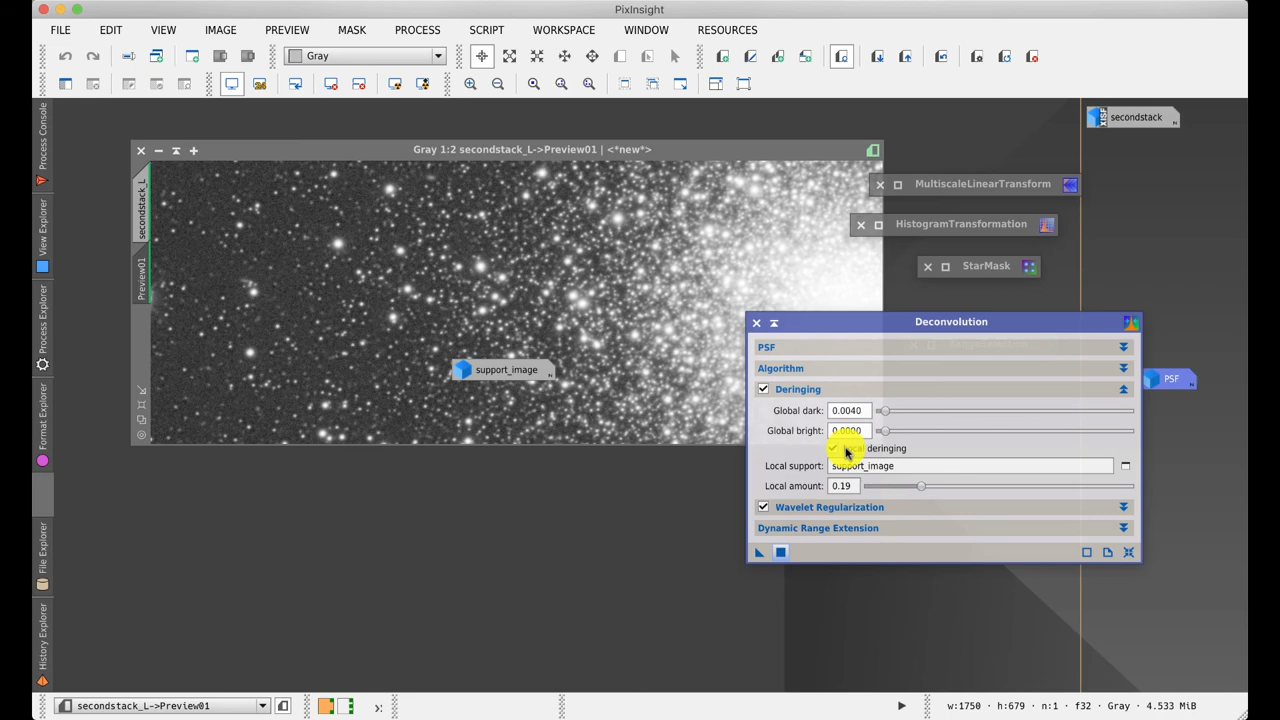 PixInsight
FILE EDIT VIEW IMAGE PREVIEW MASK PROCESS SCRIPT WORKSPACE WINDOW RESOURCES
Gray
Process Console
View Explorer
Process Explorer
Format Explorer
File Explorer
History Explorer
Gray 1:2 secondstack_L->Preview01 | <*new*>
secondstack_L
Preview01
support_image
XISF
secondstack
MultiscaleLinearTransform
HistogramTransformation
StarMask
PSF
Deconvolution
PSF
Algorithm
Deringing
Global dark: 0.0040
Global bright: 0.0000
deringing
Local support: support_image
Local amount: 0.19
Wavelet Regularization
Dynamic Range Extension
secondstack_L->Preview01
w:1750 · h:679 · n:1 · f32 · Gray · 4.533 MiB